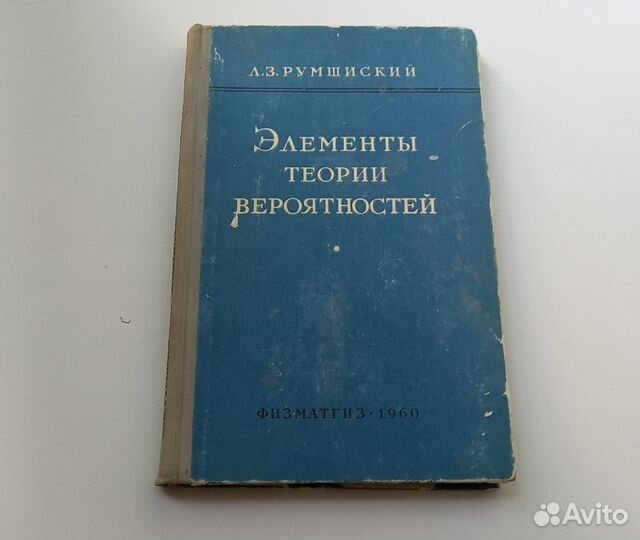 Л.З.РУМШИСКИЙ
ЭЛЕМЕНТЫ
ТЕОРИИ
ВЕРОЯТНОСТЕЙ
ФИЗМАТГИЗ · 1960
Avito